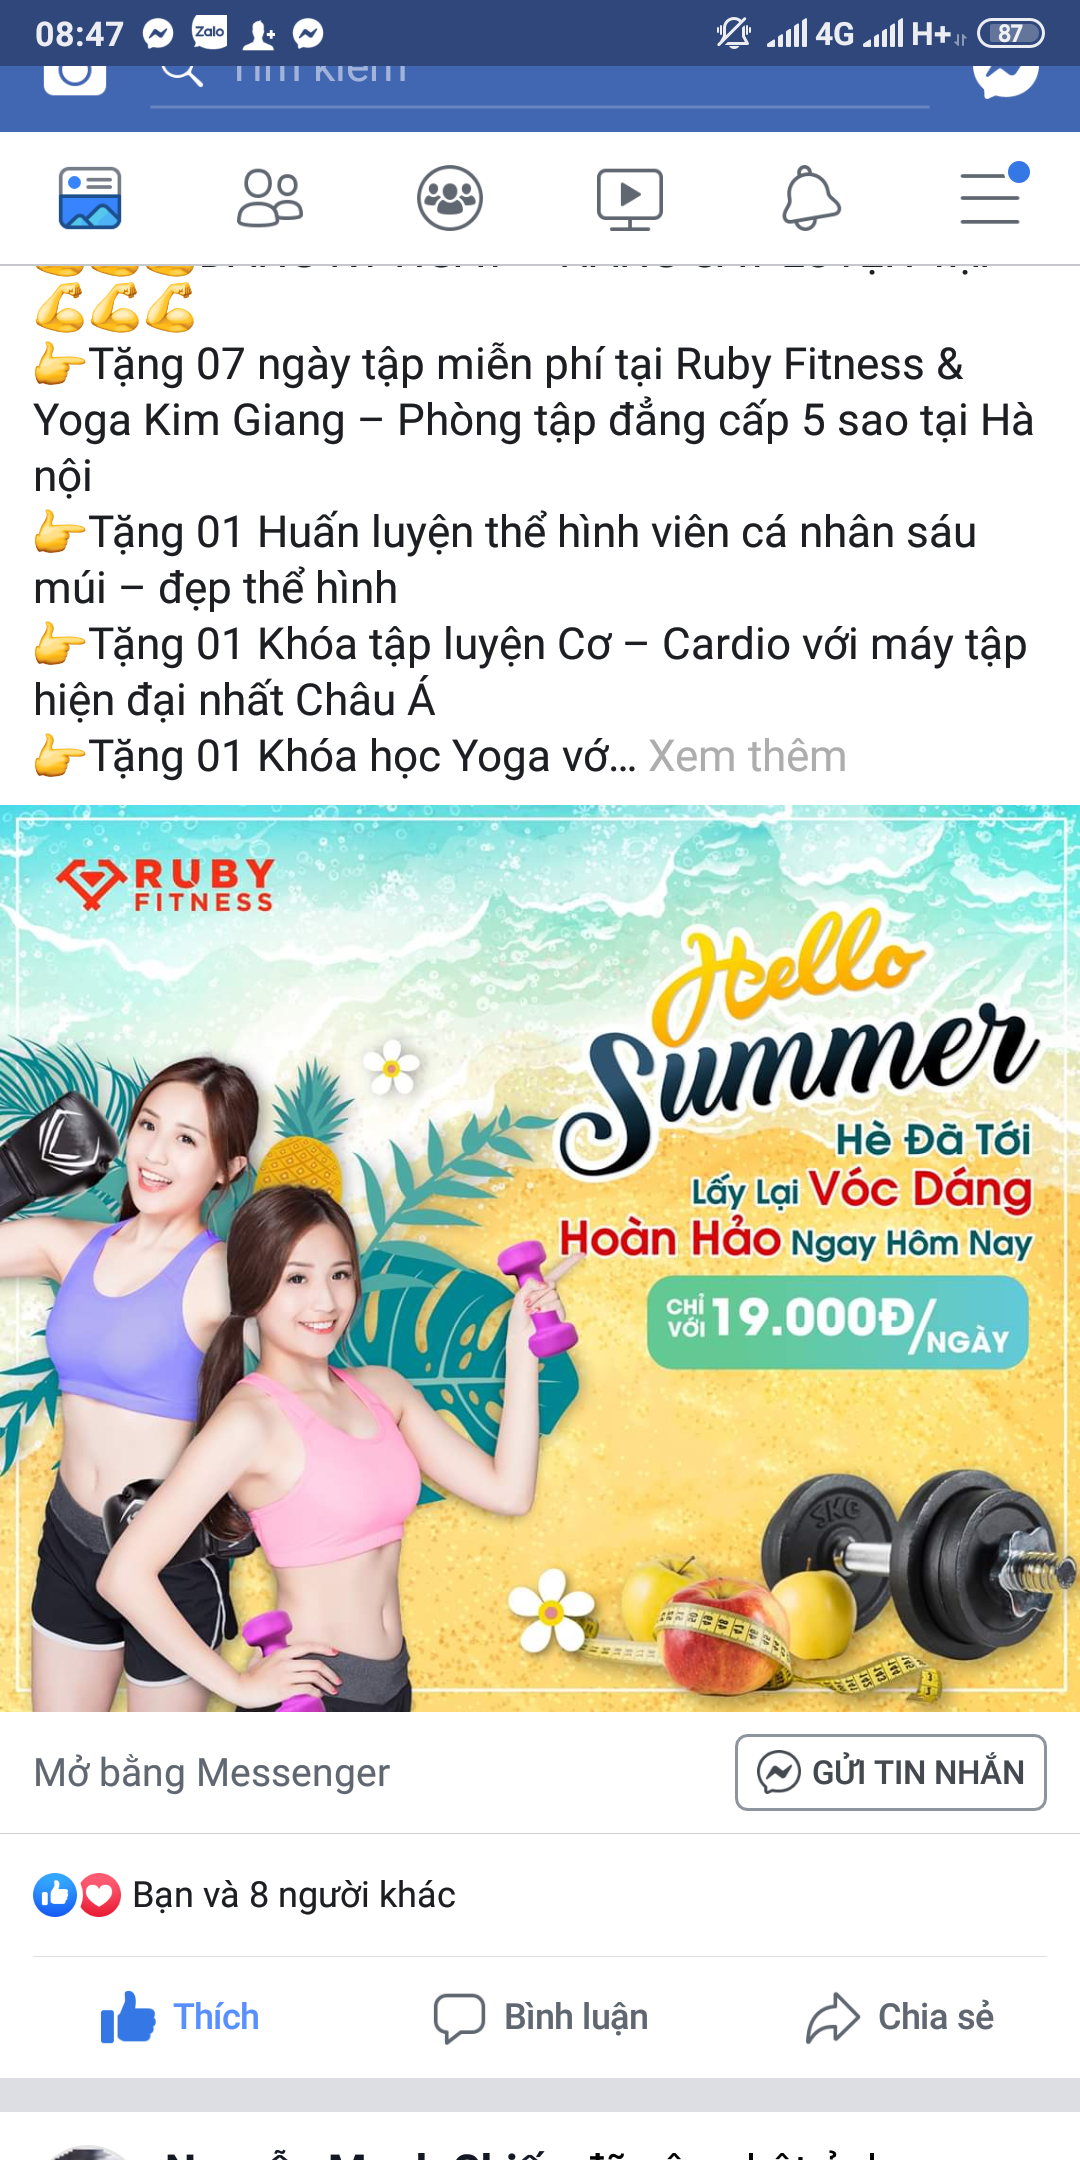 08:47
Zalo
4G
H+
87
Tìm kiếm
👉Tặng 07 ngày tập miễn phí tại Ruby Fitness &
Yoga Kim Giang – Phòng tập đẳng cấp 5 sao tại Hà
nội
👉Tặng 01 Huấn luyện thể hình viên cá nhân sáu
múi – đẹp thể hình
👉Tặng 01 Khóa tập luyện Cơ – Cardio với máy tập
hiện đại nhất Châu Á
👉Tặng 01 Khóa học Yoga vớ... Xem thêm
RUBY
FITNESS
Hello
Summer
Hè Đã Tới
Lấy Lại Vóc Dáng
Hoàn Hảo Ngay Hôm Nay
CHỈ VỚI 19.000Đ/NGÀY
5KG
Mở bằng Messenger
GỬI TIN NHẮN
Bạn và 8 người khác
Thích
Bình luận
Chia sẻ